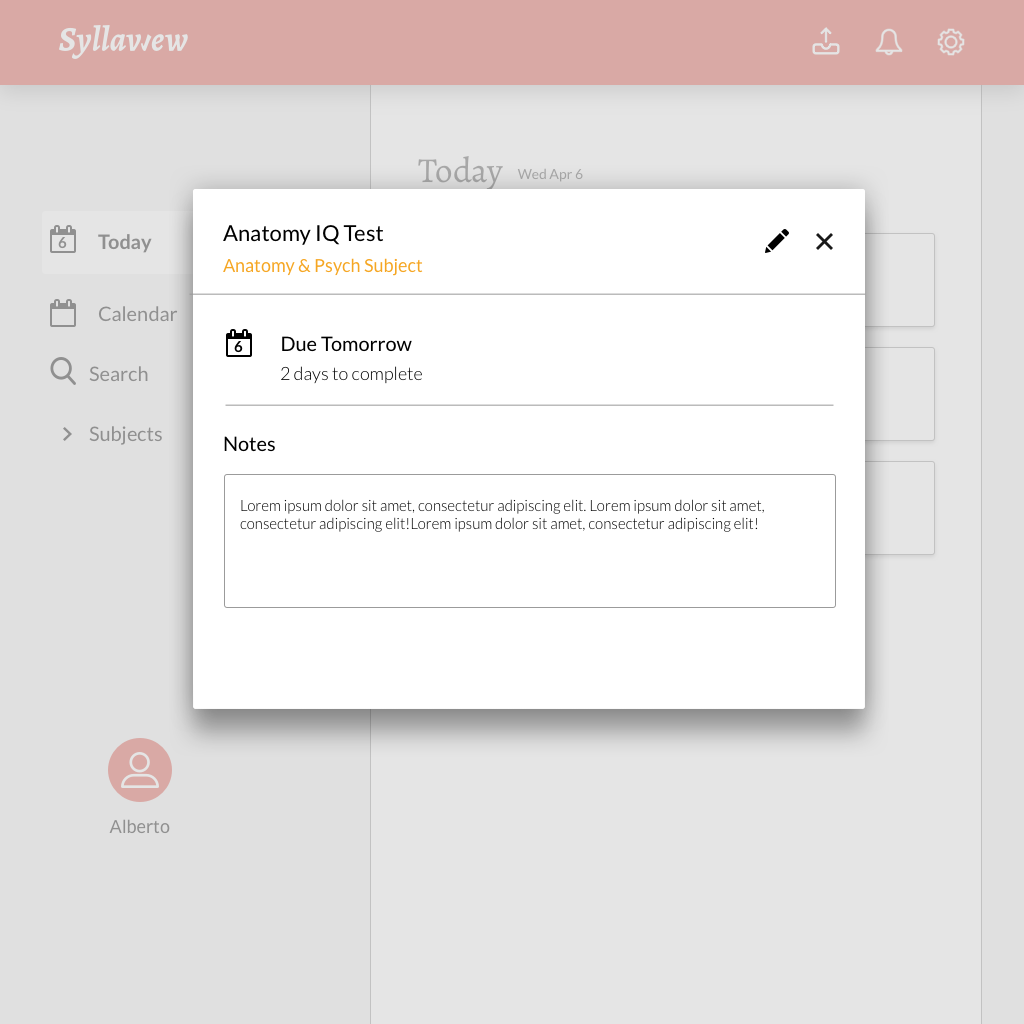 Syllaview
Today Wed Apr 6
6 Today
Calendar
Search
Subjects
Alberto
Anatomy IQ Test
Anatomy & Psych Subject
6 Due Tomorrow
2 days to complete
Notes
Lorem ipsum dolor sit amet, consectetur adipiscing elit. Lorem ipsum dolor sit amet,
consectetur adipiscing elit!Lorem ipsum dolor sit amet, consectetur adipiscing elit!